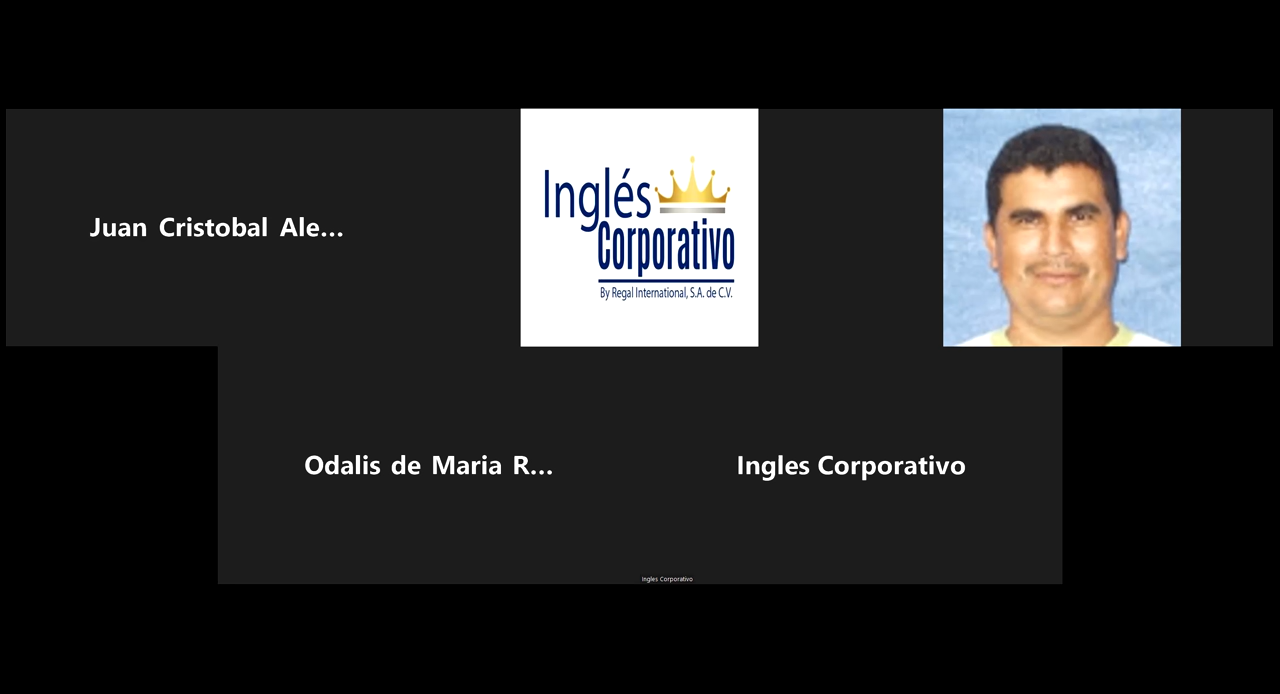 Juan Cristobal Ale...
Inglés
Corporativo
By Regal International, S.A. de C.V.
Odalis de Maria R...
Ingles Corporativo
Ingles Corporativo